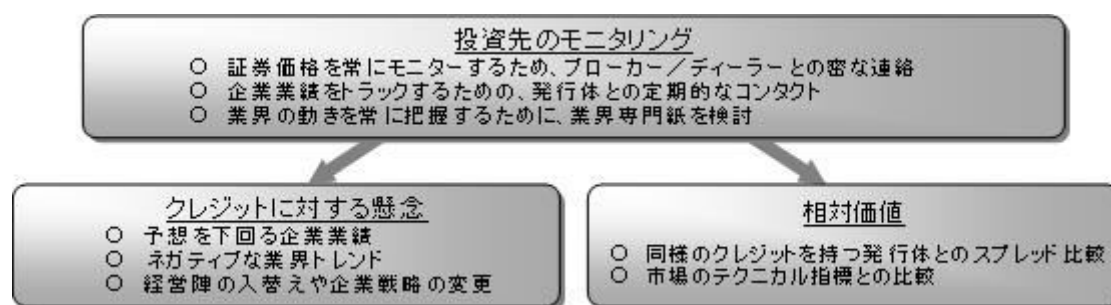 投資先のモニタリング
○ 証券価格を常にモニターするため、ブローカー／ディーラーとの密な連絡
○ 企業業績をトラックするための、発行体との定期的なコンタクト
○ 業界の動きを常に把握するために、業界専門紙を検討
クレジットに対する懸念
○ 予想を下回る企業業績
○ ネガティブな業界トレンド
○ 経営陣の入替えや企業戦略の変更
相対価値
○ 同様のクレジットを持つ発行体とのスプレッド比較
○ 市場のテクニカル指標との比較